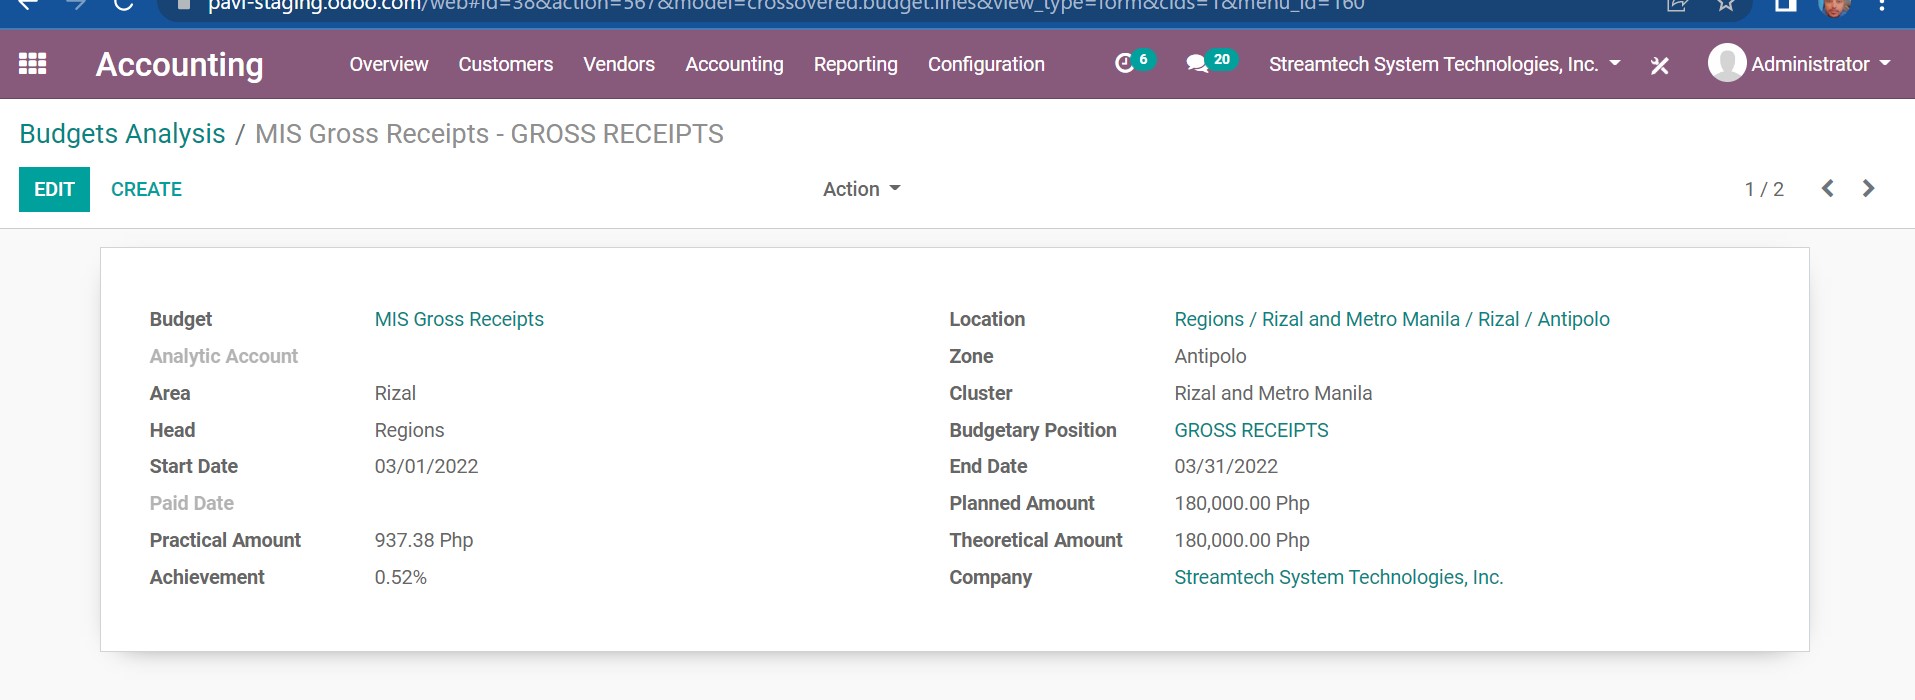 pavi-staging.odoo.com/web#id=38&action=567&model=crossovered.budget.lines&view_type=form&cids=1&menu_id=160
Accounting Overview Customers Vendors Accounting Reporting Configuration 6 20 Streamtech System Technologies, Inc. Administrator
Budgets Analysis / MIS Gross Receipts - GROSS RECEIPTS
EDIT CREATE Action 1 / 2
Budget MIS Gross Receipts Location Regions / Rizal and Metro Manila / Rizal / Antipolo
Analytic Account Zone Antipolo
Area Rizal Cluster Rizal and Metro Manila
Head Regions Budgetary Position GROSS RECEIPTS
Start Date 03/01/2022 End Date 03/31/2022
Paid Date Planned Amount 180,000.00 Php
Practical Amount 937.38 Php Theoretical Amount 180,000.00 Php
Achievement 0.52% Company Streamtech System Technologies, Inc.